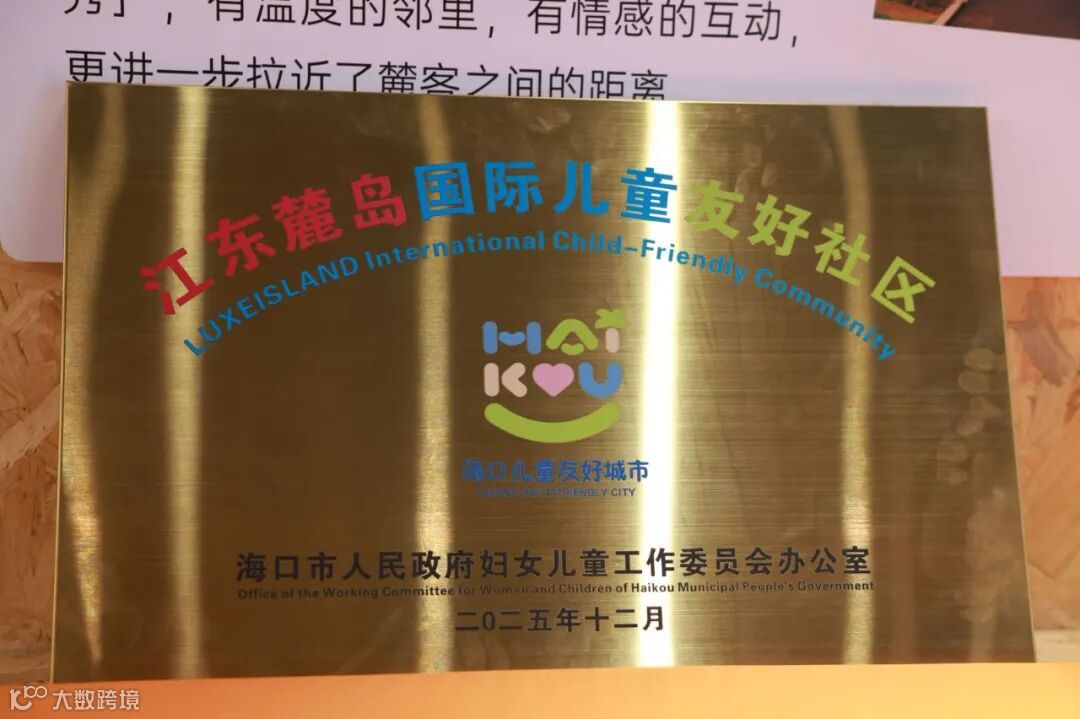 秀」，有温度的邻里，有情感的互动，
更进一步拉近了麓客之间的距离
江东麓岛国际儿童友好社区
LUXEISLAND International Child-Friendly Community
HAI
KOU
海口儿童友好城市
HAIKOU CHILD FRIENDLY CITY
海口市人民政府妇女儿童工作委员会办公室
Office of the Working Committee for Women and Children of Haikou Municipal People's Government
二〇二五年十二月
大数跨境